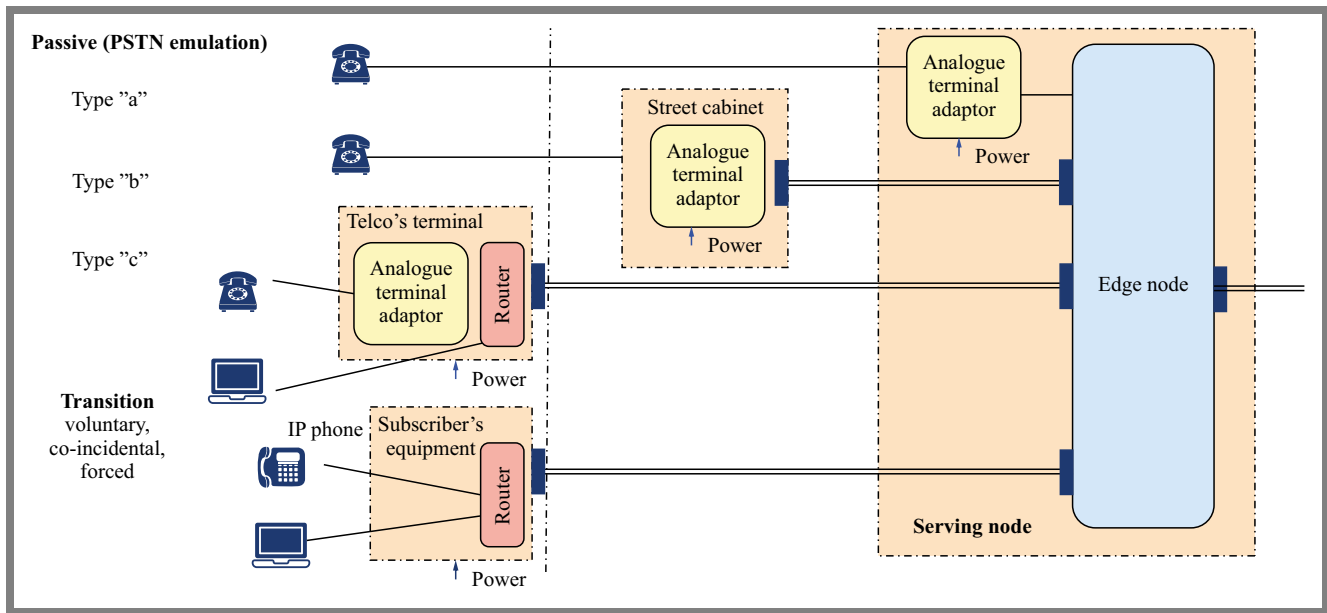 Passive (PSTN emulation)
Type ”a”
Type ”b”
Type ”c”
Analogue
terminal
adaptor
Power
Street cabinet
Analogue
terminal
adaptor
Power
Telco’s terminal
Analogue
terminal
adaptor
Router
Power
Edge node
Transition
voluntary,
co-incidental,
forced
IP phone
Subscriber’s
equipment
Router
Power
Serving node